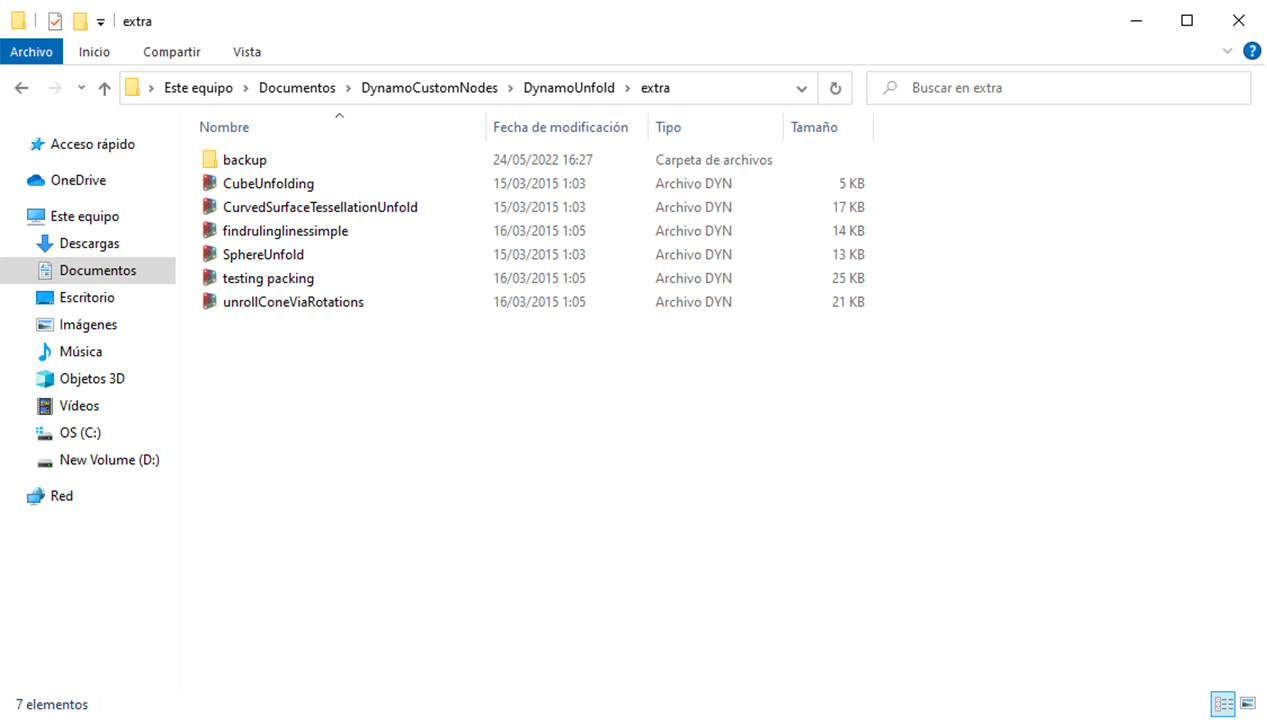 extra
Archivo Inicio Compartir Vista
Este equipo Documentos DynamoCustomNodes DynamoUnfold extra Buscar en extra
Acceso rápido
OneDrive
Este equipo
Descargas
Documentos
Escritorio
Imágenes
Música
Objetos 3D
Vídeos
OS (C:)
New Volume (D:)
Red
Nombre Fecha de modificación Tipo Tamaño
backup 24/05/2022 16:27 Carpeta de archivos
CubeUnfolding 15/03/2015 1:03 Archivo DYN 5 KB
CurvedSurfaceTessellationUnfold 15/03/2015 1:03 Archivo DYN 17 KB
findrulinglinessimple 16/03/2015 1:05 Archivo DYN 14 KB
SphereUnfold 15/03/2015 1:03 Archivo DYN 13 KB
testing packing 16/03/2015 1:05 Archivo DYN 25 KB
unrollConeViaRotations 16/03/2015 1:05 Archivo DYN 21 KB
7 elementos